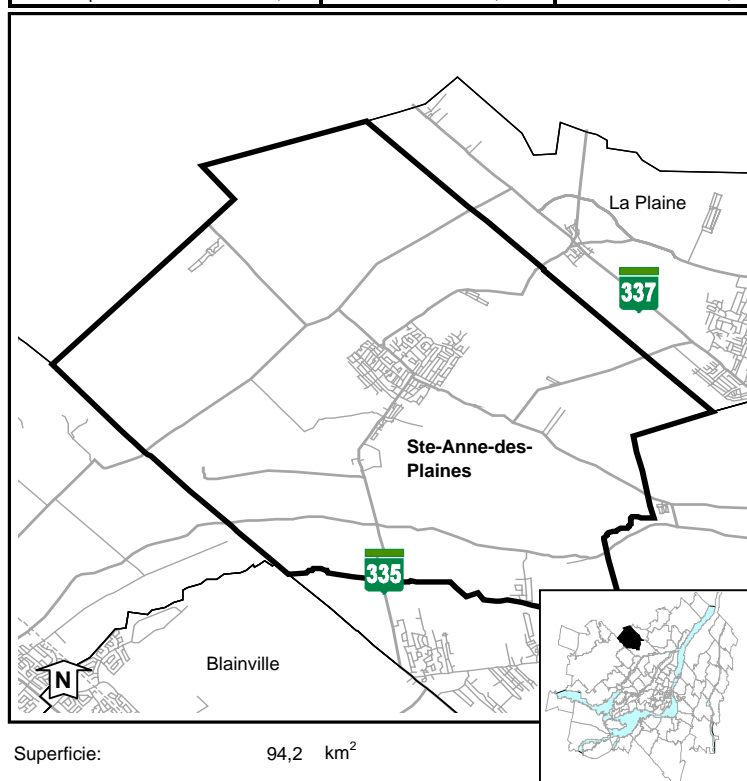 La Plaine
337
Ste-Anne-des-
Plaines
335
Blainville
N
Superficie: 94,2 km²